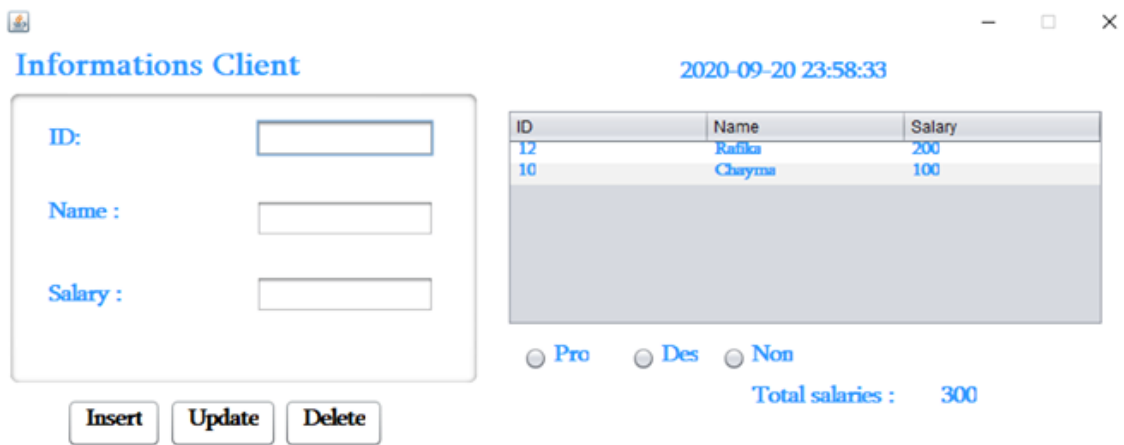 Informations Client
2020-09-20 23:58:33
ID:
Name :
Salary :
Insert Update Delete
ID Name Salary
12 Rafika 200
10 Chayma 100
Pro Des Non
Total salaries : 300